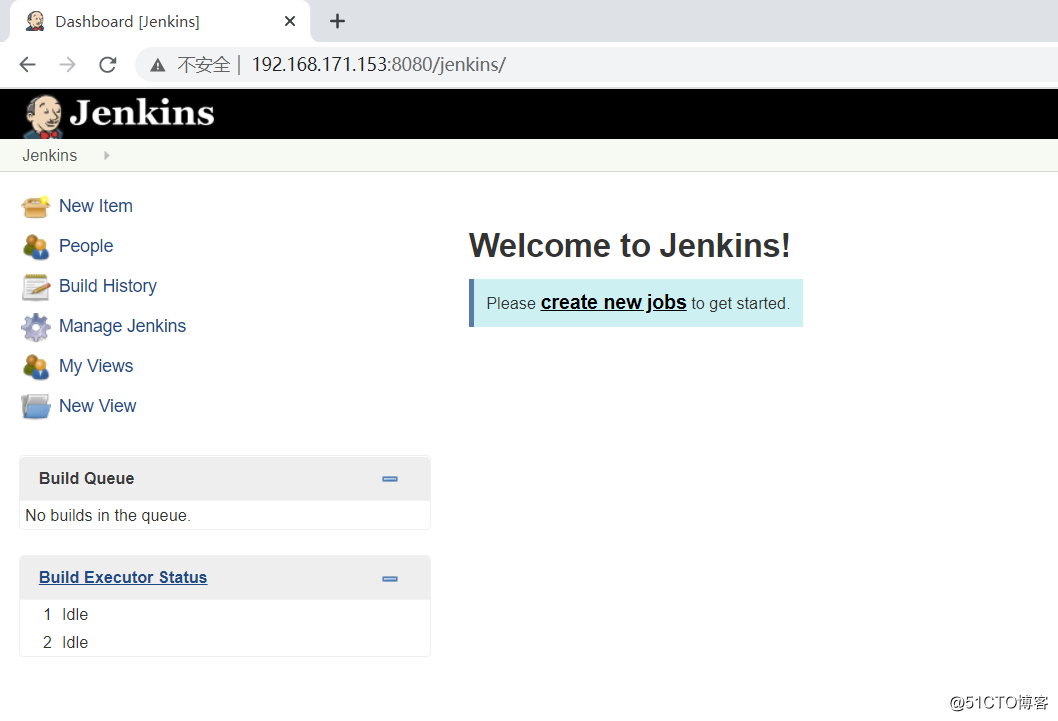 Dashboard [Jenkins]
不安全 | 192.168.171.153:8080/jenkins/
Jenkins
Jenkins
New Item
People
Build History
Manage Jenkins
My Views
New View
Welcome to Jenkins!
Please create new jobs to get started.
Build Queue
No builds in the queue.
Build Executor Status
1 Idle
2 Idle
@51CTO博客